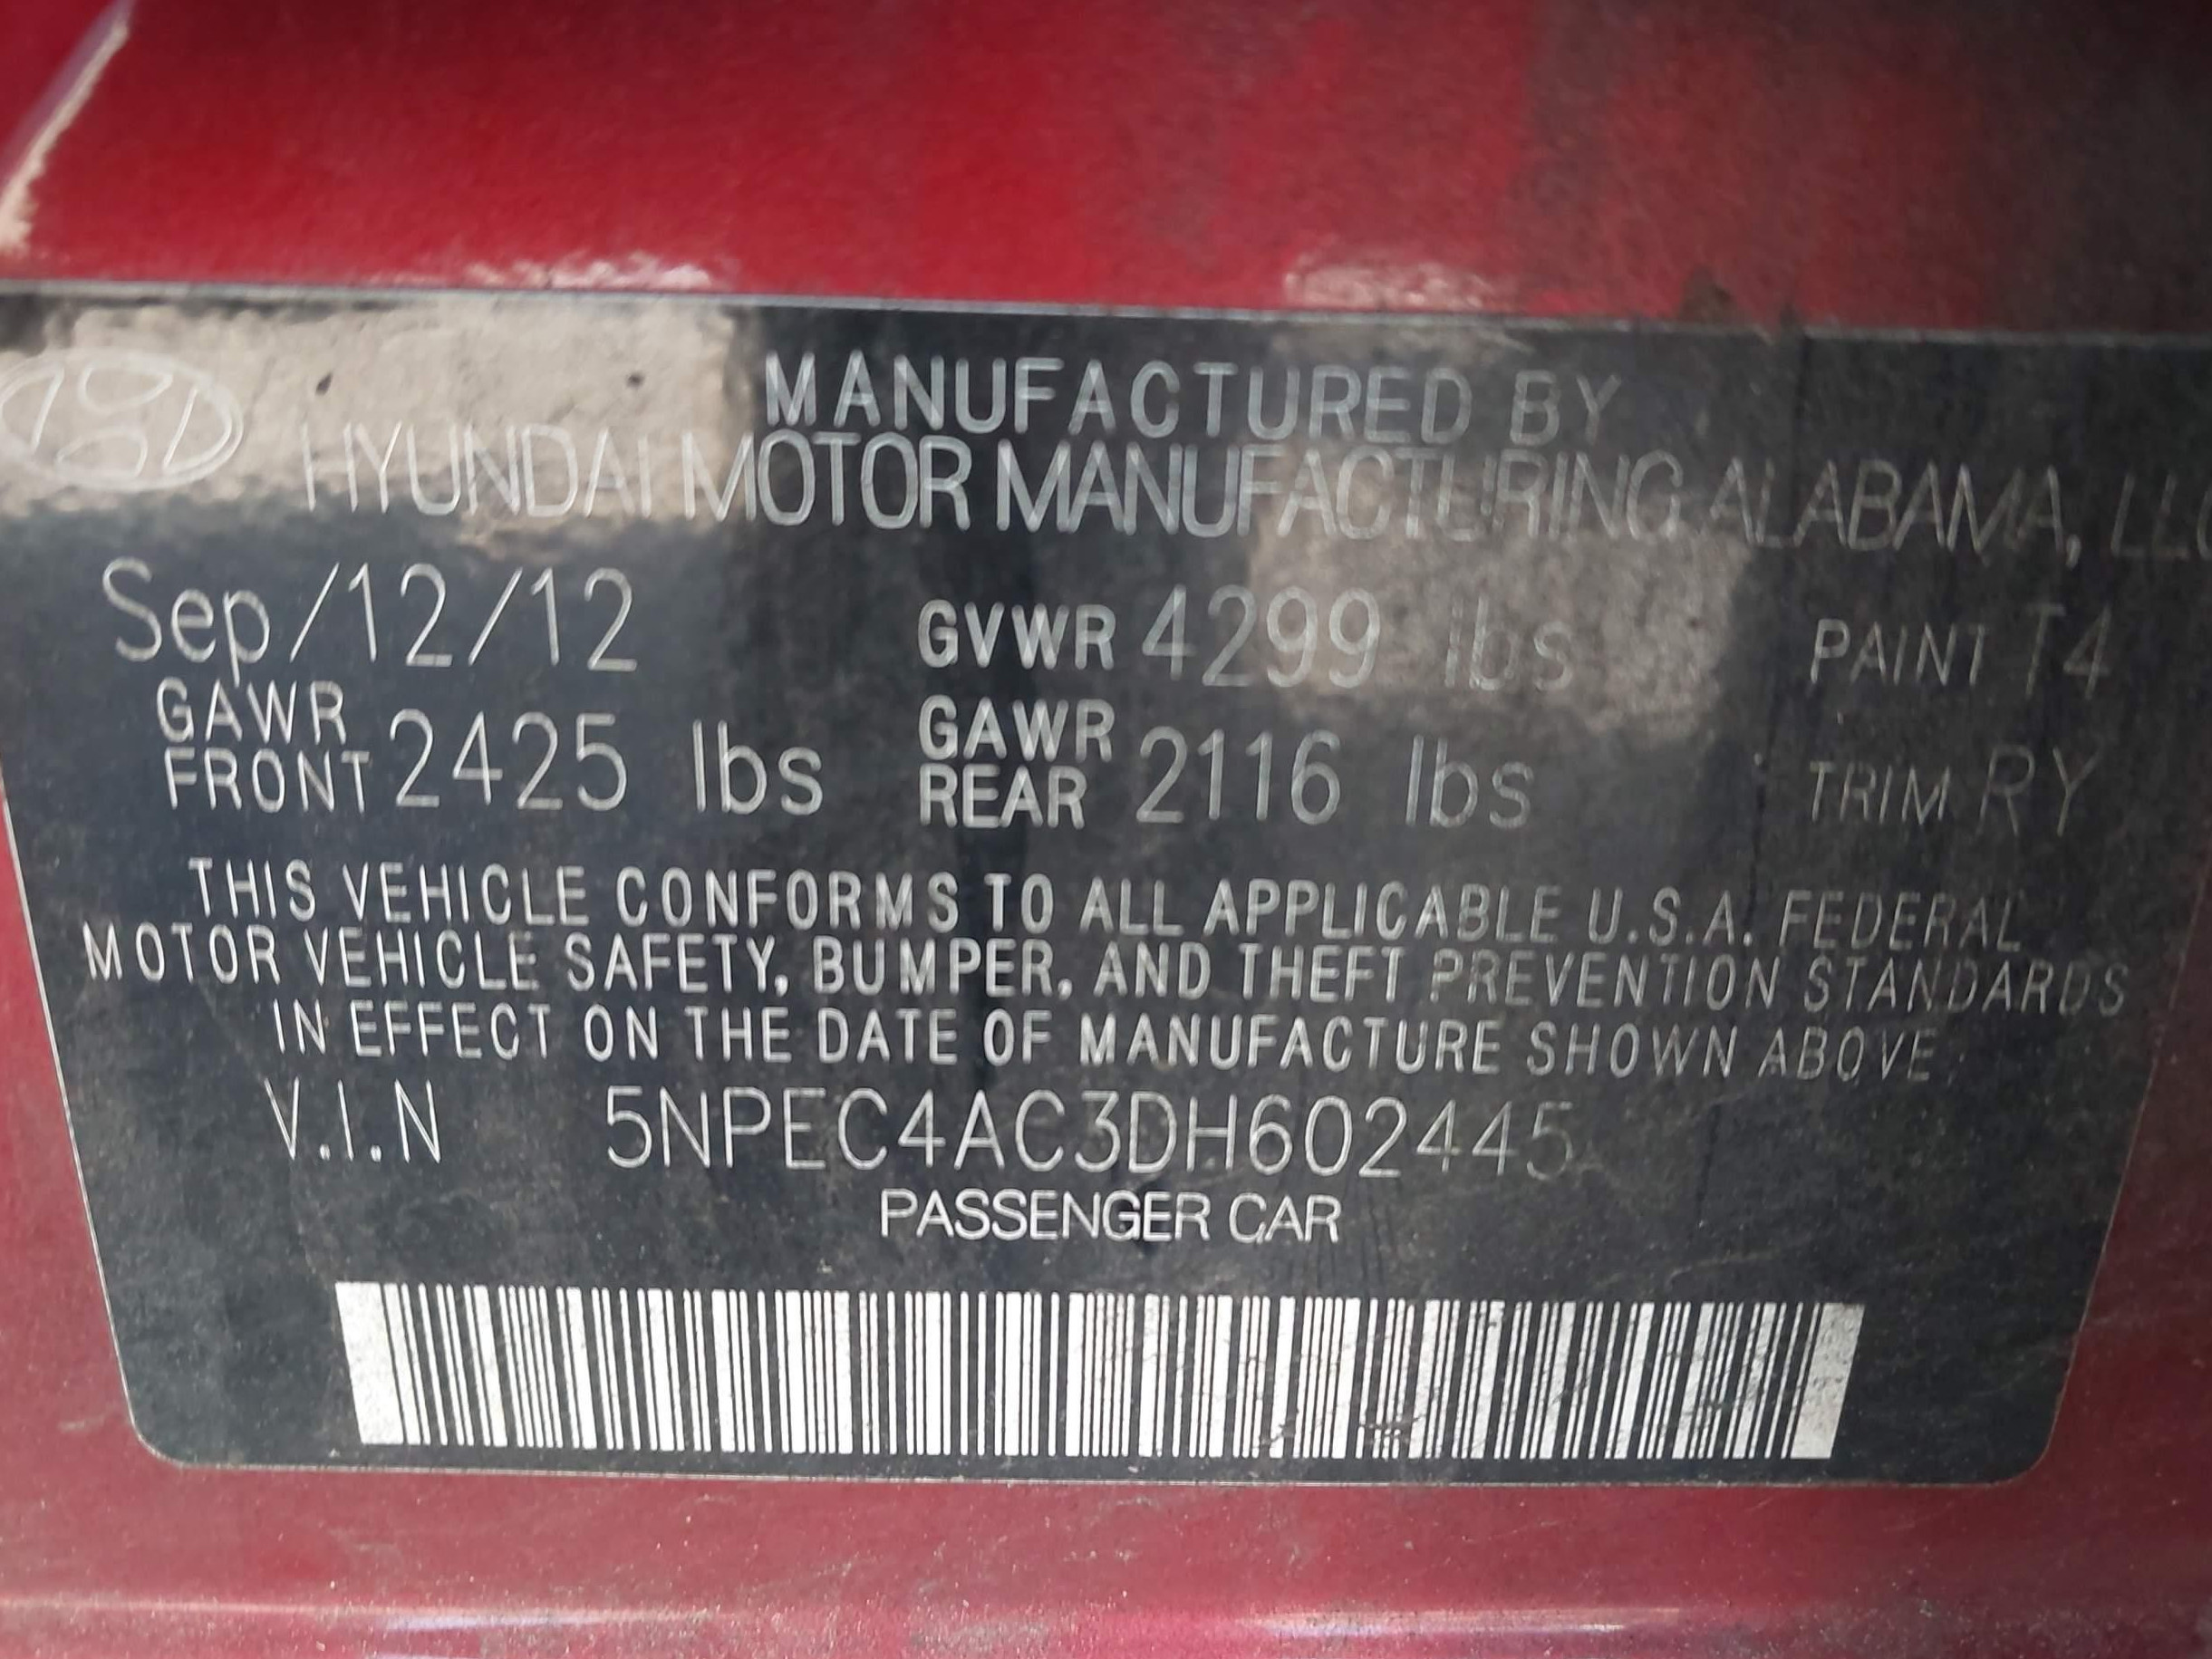 MANUFACTURED BY
HYUNDAI MOTOR MANUFACTURING ALABAMA, LLC
Sep/12/12 GVWR 4299 lbs PAINT T4
GAWR FRONT 2425 lbs GAWR REAR 2116 lbs TRIM RY
THIS VEHICLE CONFORMS TO ALL APPLICABLE U.S.A. FEDERAL
MOTOR VEHICLE SAFETY, BUMPER, AND THEFT PREVENTION STANDARDS
IN EFFECT ON THE DATE OF MANUFACTURE SHOWN ABOVE.
V.I.N 5NPEC4AC3DH602445
PASSENGER CAR